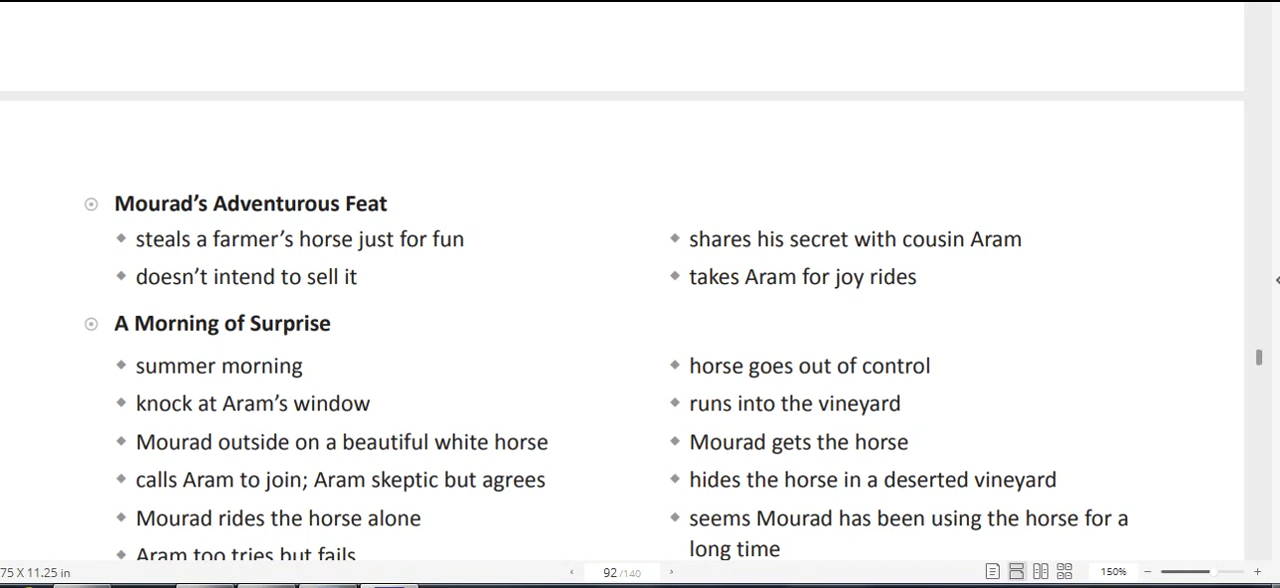 Mourad’s Adventurous Feat
steals a farmer’s horse just for fun
doesn’t intend to sell it
shares his secret with cousin Aram
takes Aram for joy rides
A Morning of Surprise
summer morning
knock at Aram’s window
Mourad outside on a beautiful white horse
calls Aram to join; Aram skeptic but agrees
Mourad rides the horse alone
Aram too tries but fails
horse goes out of control
runs into the vineyard
Mourad gets the horse
hides the horse in a deserted vineyard
seems Mourad has been using the horse for a
long time
75 X 11.25 in
92 /140
150%